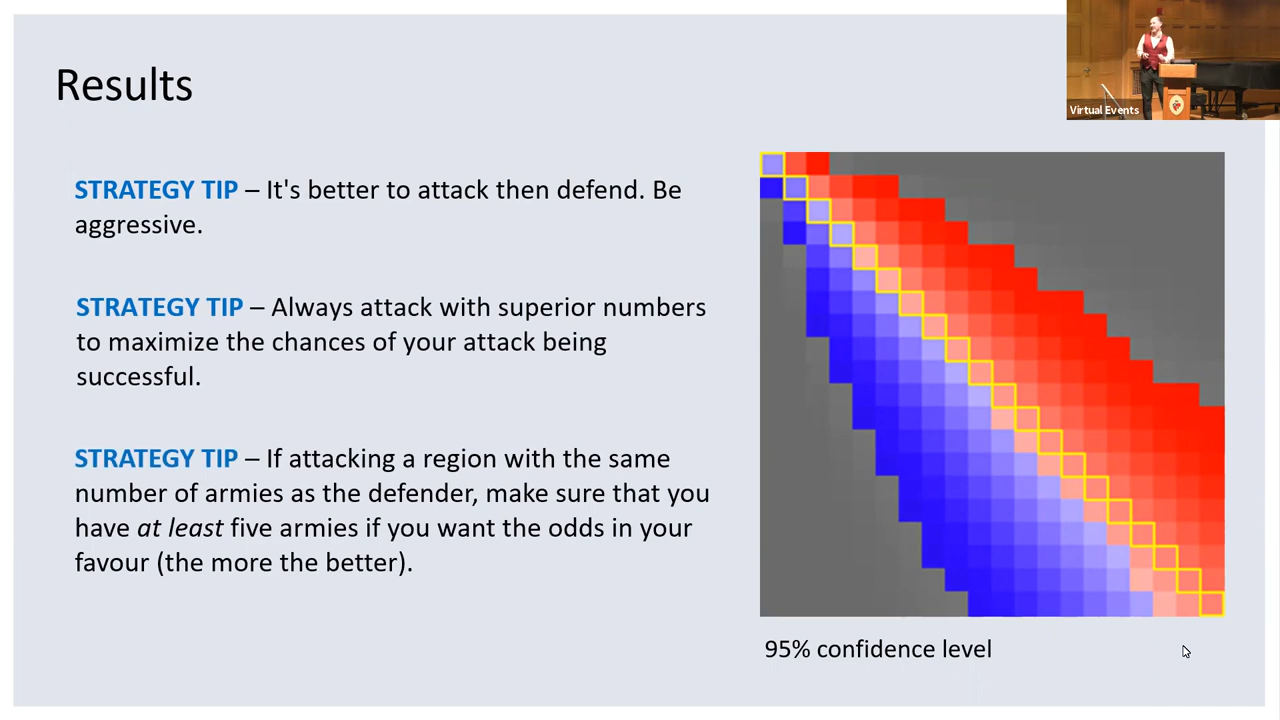 Results
Virtual Events
STRATEGY TIP – It's better to attack then defend. Be
aggressive.
STRATEGY TIP – Always attack with superior numbers
to maximize the chances of your attack being
successful.
STRATEGY TIP – If attacking a region with the same
number of armies as the defender, make sure that you
have at least five armies if you want the odds in your
favour (the more the better).
95% confidence level